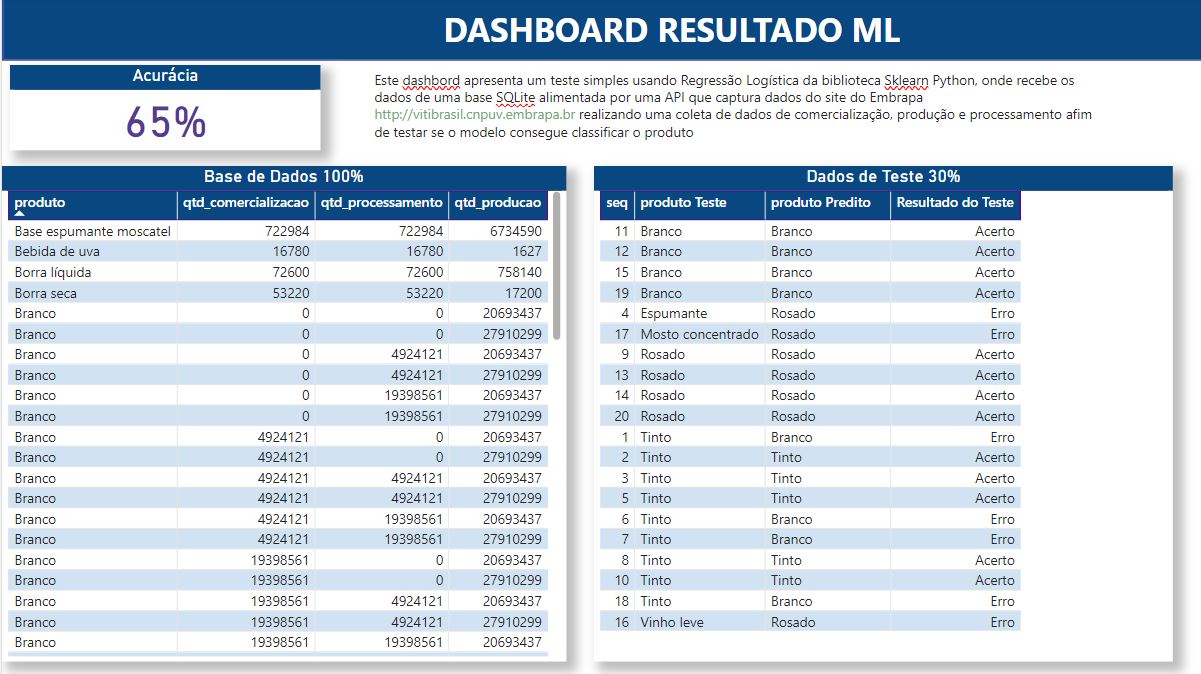 DASHBOARD RESULTADO ML
Acurácia
65%
Este dashbord apresenta um teste simples usando Regressão Logística da biblioteca Sklearn Python, onde recebe os
dados de uma base SQLite alimentada por uma API que captura dados do site do Embrapa
http://vitibrasil.cnpuv.embrapa.br realizando uma coleta de dados de comercialização, produção e processamento afim
de testar se o modelo consegue classificar o produto
Base de Dados 100%
produto qtd_comercializacao qtd_processamento qtd_producao
Base espumante moscatel 722984 722984 6734590
Bebida de uva 16780 16780 1627
Borra líquida 72600 72600 758140
Borra seca 53220 53220 17200
Branco 0 0 20693437
Branco 0 0 27910299
Branco 0 4924121 20693437
Branco 0 4924121 27910299
Branco 0 19398561 20693437
Branco 0 19398561 27910299
Branco 4924121 0 20693437
Branco 4924121 0 27910299
Branco 4924121 4924121 20693437
Branco 4924121 4924121 27910299
Branco 4924121 19398561 20693437
Branco 4924121 19398561 27910299
Branco 19398561 0 20693437
Branco 19398561 0 27910299
Branco 19398561 4924121 20693437
Branco 19398561 4924121 27910299
Branco 19398561 19398561 20693437
Dados de Teste 30%
seq produto Teste produto Predito Resultado do Teste
11 Branco Branco Acerto
12 Branco Branco Acerto
15 Branco Branco Acerto
19 Branco Branco Acerto
4 Espumante Rosado Erro
17 Mosto concentrado Rosado Erro
9 Rosado Rosado Acerto
13 Rosado Rosado Acerto
14 Rosado Rosado Acerto
20 Rosado Rosado Acerto
1 Tinto Branco Erro
2 Tinto Tinto Acerto
3 Tinto Tinto Acerto
5 Tinto Tinto Acerto
6 Tinto Branco Erro
7 Tinto Branco Erro
8 Tinto Tinto Acerto
10 Tinto Tinto Acerto
18 Tinto Branco Erro
16 Vinho leve Rosado Erro